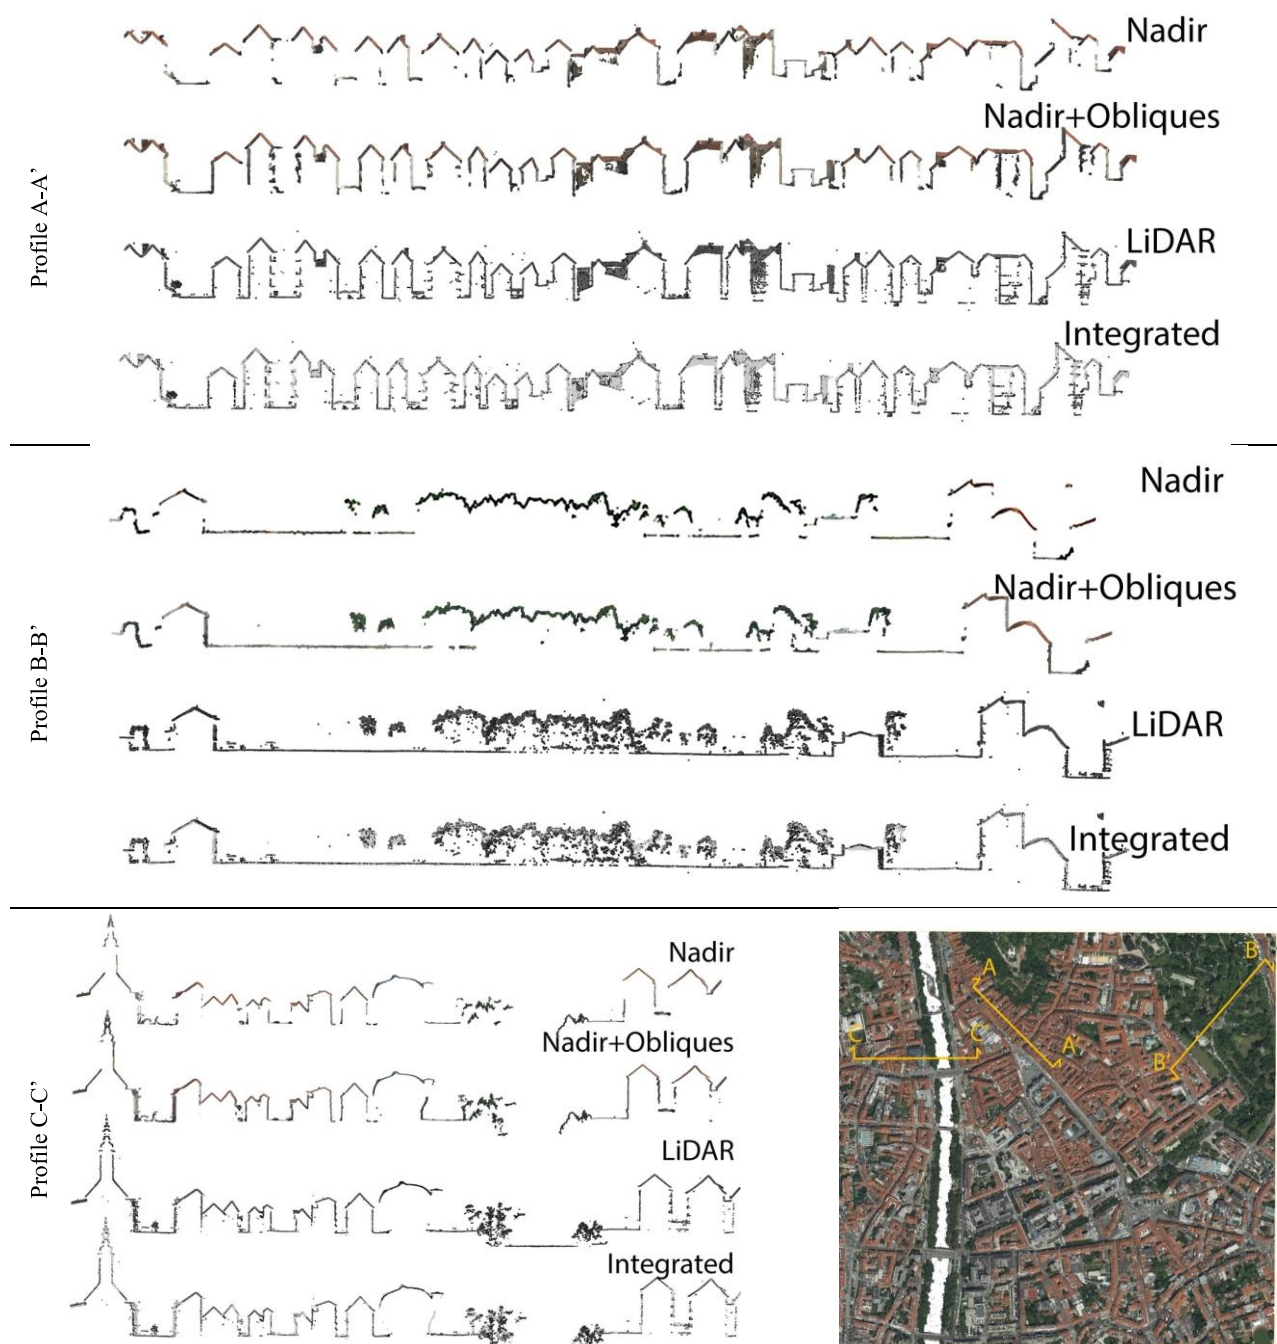 Profile A-A’
Nadir
Nadir+Obliques
LiDAR
Integrated
Profile B-B’
Nadir
Nadir+Obliques
LiDAR
Integrated
Profile C-C’
Nadir
Nadir+Obliques
LiDAR
Integrated
A
A'
B
B'
C
C'